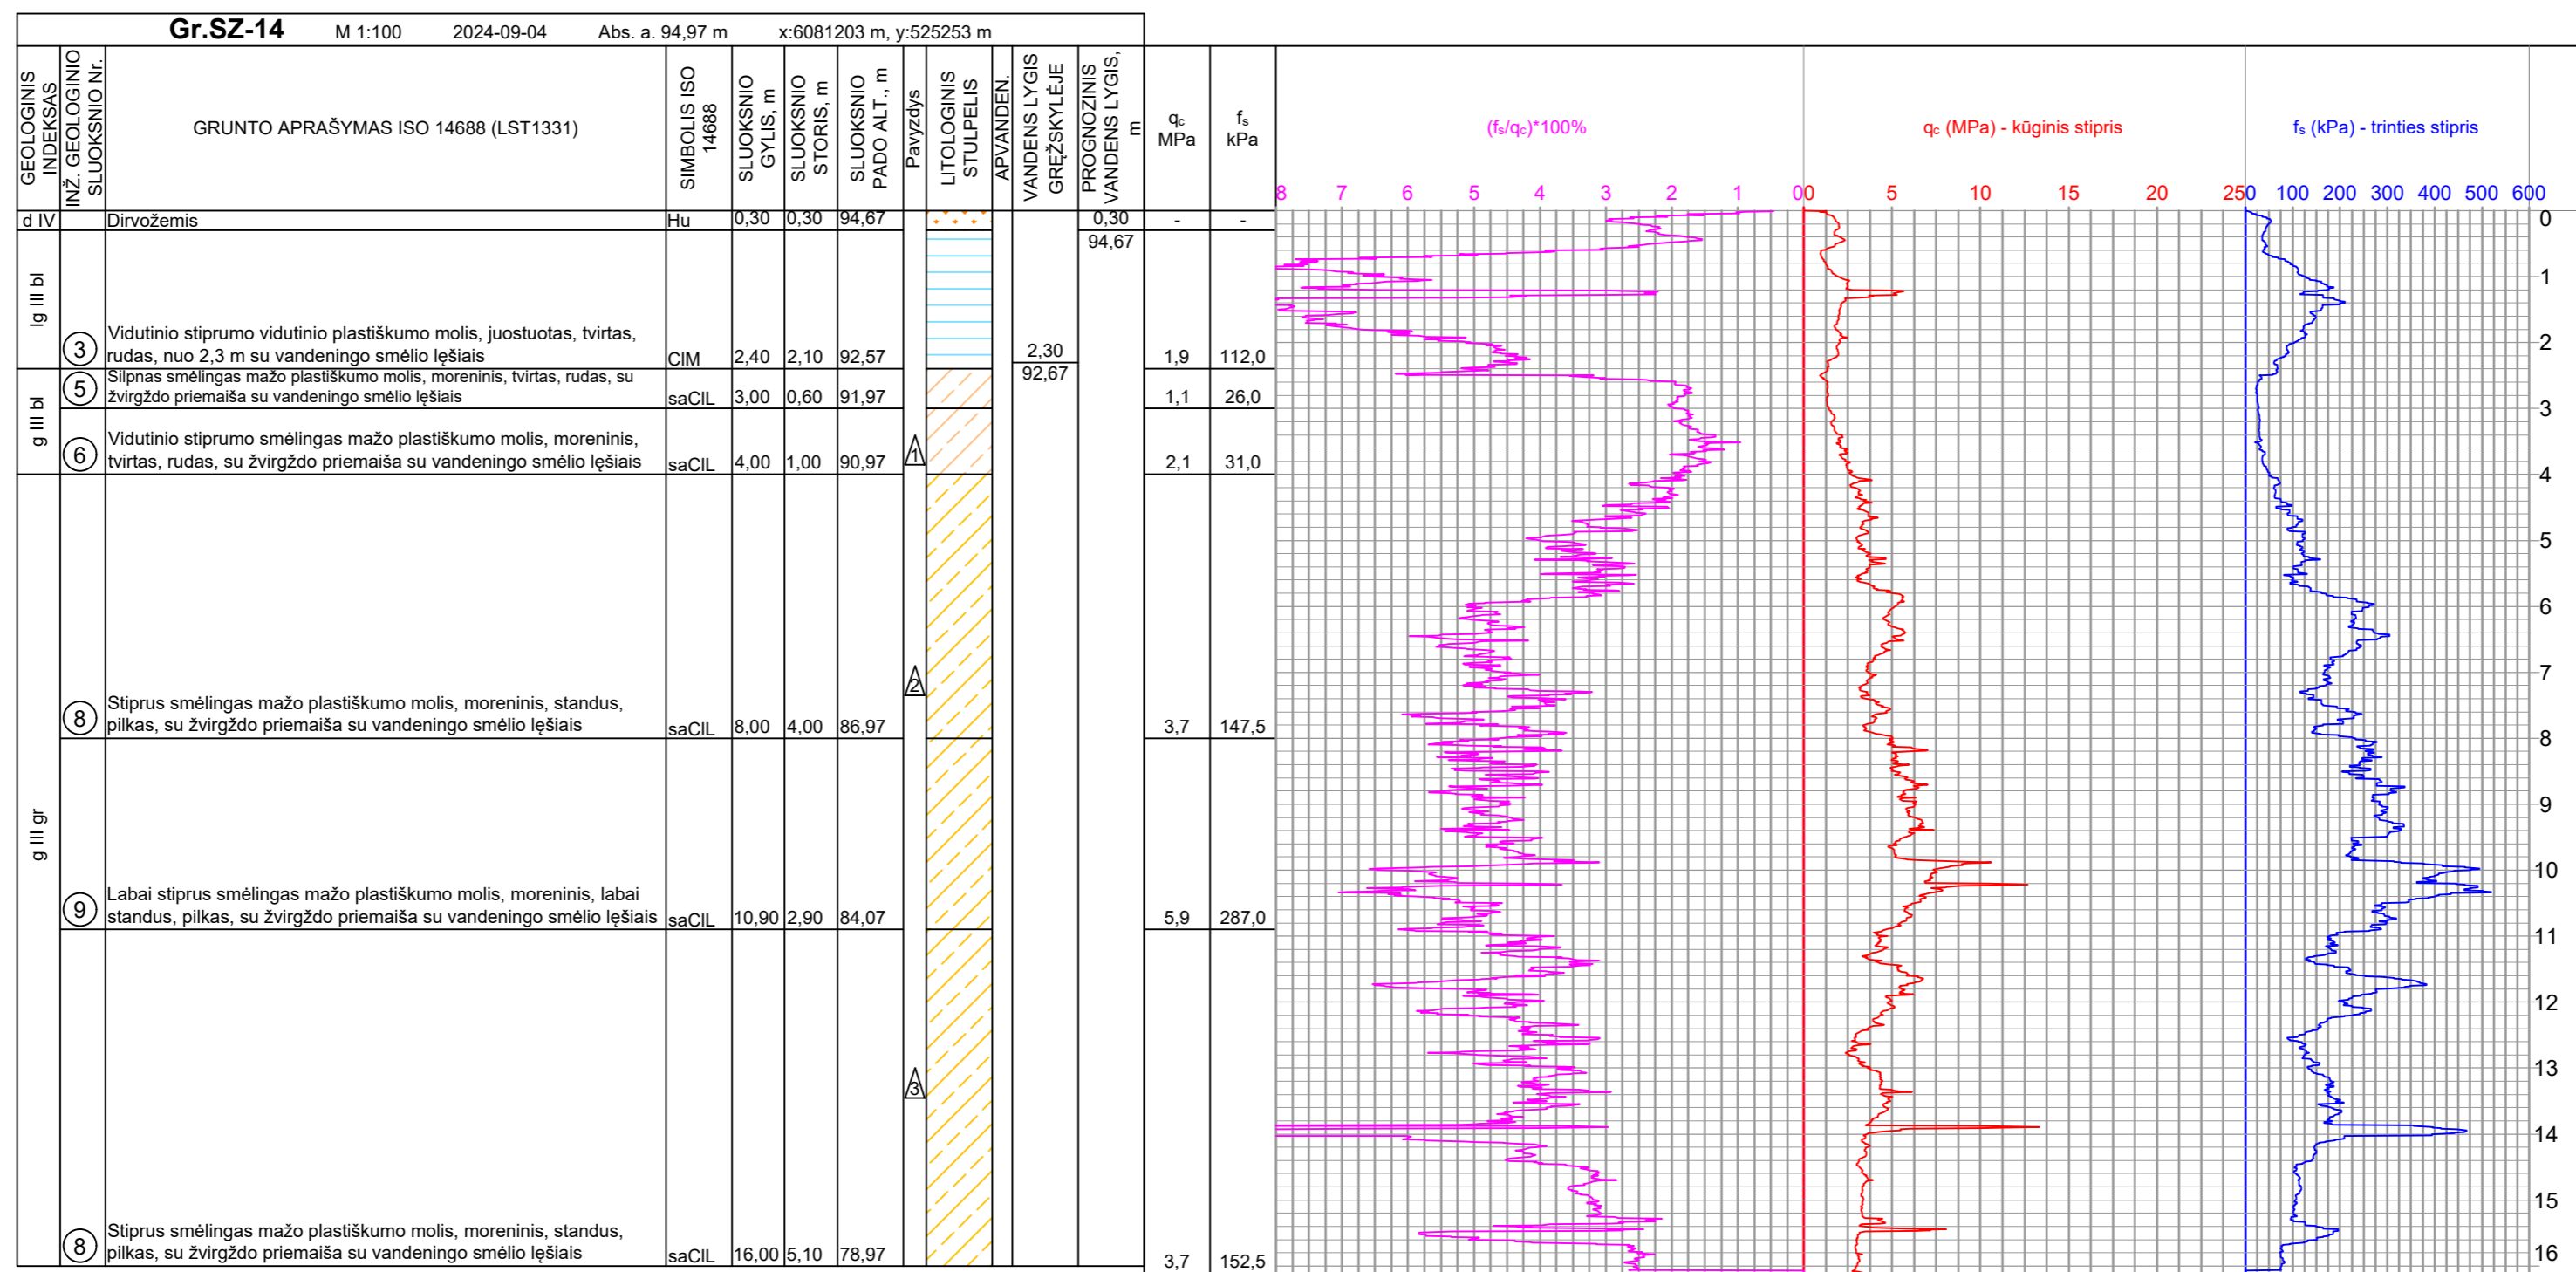 Gr.SZ-14 M 1:100 2024-09-04 Abs. a. 94,97 m x:6081203 m, y:525253 m
GEOLOGINIS
INDEKSAS
INŽ. GEOLOGINIO
SLUOKSNIO Nr.
GRUNTO APRAŠYMAS ISO 14688 (LST1331)
SIMBOLIS ISO
14688
SLUOKSNIO
GYLIS, m
SLUOKSNIO
STORIS, m
SLUOKSNIO
PADO ALT., m
Pavyzdys
LITOLOGINIS
STULPELIS
APVANDEN.
VANDENS LYGIS
GRĘŽSKYLĖJE
PROGNOZINIS
VANDENS LYGIS,
m
qc
MPa
fs
kPa
(fs/qc)*100%
qc (MPa) - kūginis stipris
fs (kPa) - trinties stipris
8 7 6 5 4 3 2 1 0
0 5 10 15 20 25
0 100 200 300 400 500 600
d IV Dirvožemis Hu 0,30 0,30 94,67 0,30 - -
94,67
lg III bl
3 Vidutinio stiprumo vidutinio plastiškumo molis, juostuotas, tvirtas,
rudas, nuo 2,3 m su vandeningo smėlio lęšiais ClM 2,40 2,10 92,57 2,30 1,9 112,0
92,67
g III bl
5 Silpnas smėlingas mažo plastiškumo molis, moreninis, tvirtas, rudas, su
žvirgždo priemaiša su vandeningo smėlio lęšiais saClL 3,00 0,60 91,97 1,1 26,0
6 Vidutinio stiprumo smėlingas mažo plastiškumo molis, moreninis,
tvirtas, rudas, su žvirgždo priemaiša su vandeningo smėlio lęšiais saClL 4,00 1,00 90,97 1 2,1 31,0
g III gr
2
8 Stiprus smėlingas mažo plastiškumo molis, moreninis, standus,
pilkas, su žvirgždo priemaiša su vandeningo smėlio lęšiais saClL 8,00 4,00 86,97 3,7 147,5
9 Labai stiprus smėlingas mažo plastiškumo molis, moreninis, labai
standus, pilkas, su žvirgždo priemaiša su vandeningo smėlio lęšiais saClL 10,90 2,90 84,07 5,9 287,0
3
8 Stiprus smėlingas mažo plastiškumo molis, moreninis, standus,
pilkas, su žvirgždo priemaiša su vandeningo smėlio lęšiais saClL 16,00 5,10 78,97 3,7 152,5
0
1
2
3
4
5
6
7
8
9
10
11
12
13
14
15
16